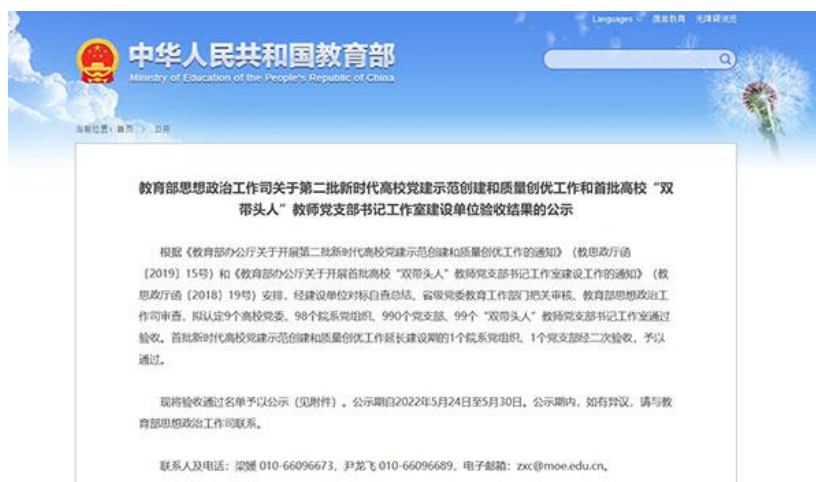 Languages
无障碍浏览
中华人民共和国教育部
Ministry of Education of the People's Republic of China
当前位置：首页 > 公开
教育部思想政治工作司关于第二批新时代高校党建示范创建和质量创优工作和首批高校“双
带头人”教师党支部书记工作室建设单位验收结果的公示
根据《教育部办公厅关于开展第二批新时代高校党建示范创建和质量创优工作的通知》（教思政厅函
〔2019〕15号）和《教育部办公厅关于开展首批高校“双带头人”教师党支部书记工作室建设工作的通知》（教
思政厅函〔2018〕19号）安排，经建设单位对标自查总结、省级党委教育工作部门把关审核、教育部思想政治工
作司审查，拟认定9个高校党委、98个院系党组织、990个党支部、99个“双带头人”教师党支部书记工作室通过
验收。首批新时代高校党建示范创建和质量创优工作延长建设期的1个院系党组织、1个党支部经二次验收，予以
通过。
现将验收通过名单予以公示（见附件）。公示期自2022年5月24日至5月30日。公示期内，如有异议，请与教
育部思想政治工作司联系。
联系人及电话：梁媛 010-66096673，尹龙飞 010-66096689，电子邮箱：zxc@moe.edu.cn。